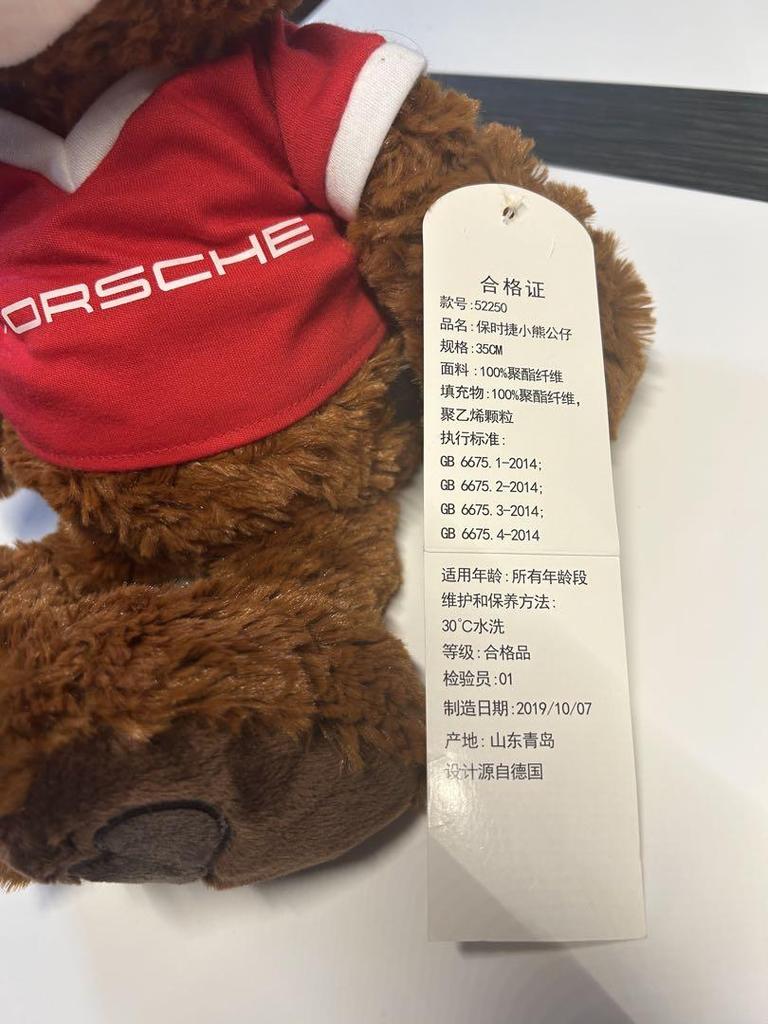 ORSCHE
合格证
款号:52250
品名:保时捷小熊公仔
规格:35CM
面料:100%聚酯纤维
填充物:100%聚酯纤维,
聚乙烯颗粒
执行标准:
GB 6675.1-2014;
GB 6675.2-2014;
GB 6675.3-2014;
GB 6675.4-2014
适用年龄:所有年龄段
维护和保养方法:
30℃水洗
等级:合格品
检验员:01
制造日期:2019/10/07
产地:山东青岛
设计源自德国